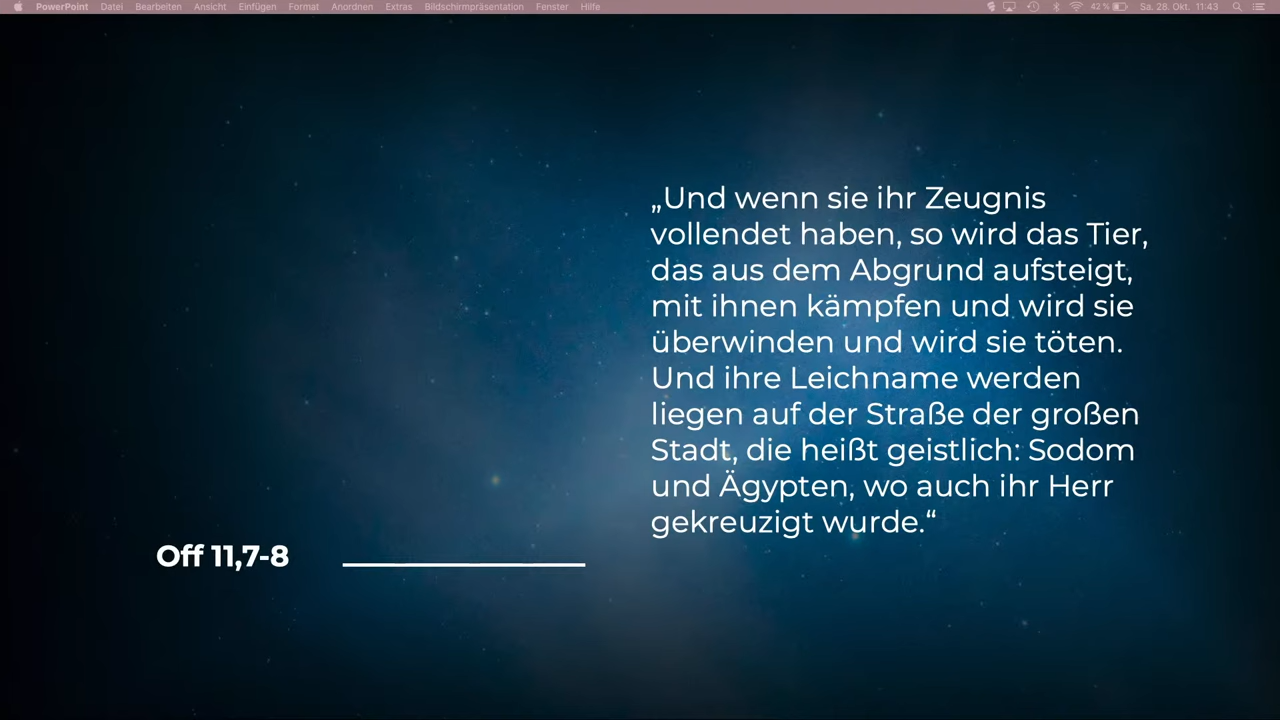 PowerPoint Datei Bearbeiten Ansicht Einfügen Format Anordnen Extras Bildschirmpräsentation Fenster Hilfe 42 % Sa. 28. Okt. 11:43
„Und wenn sie ihr Zeugnis
vollendet haben, so wird das Tier,
das aus dem Abgrund aufsteigt,
mit ihnen kämpfen und wird sie
überwinden und wird sie töten.
Und ihre Leichname werden
liegen auf der Straße der großen
Stadt, die heißt geistlich: Sodom
und Ägypten, wo auch ihr Herr
gekreuzigt wurde.“
Off 11,7-8